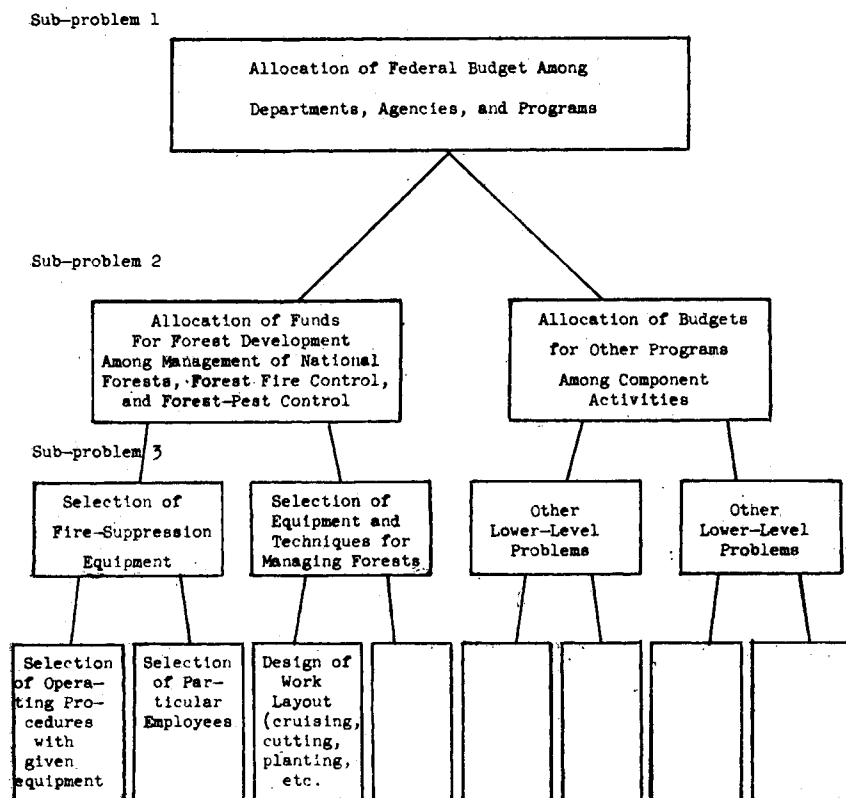 Sub-problem 1
Allocation of Federal Budget Among
Departments, Agencies, and Programs
Sub-problem 2
Allocation of Funds
For Forest Development
Among Management of National
Forests, Forest Fire Control,
and Forest-Pest Control
Allocation of Budgets
for Other Programs
Among Component
Activities
Sub-problem 3
Selection of
Fire-Suppression
Equipment
Selection of
Equipment and
Techniques for
Managing Forests
Other
Lower-Level
Problems
Other
Lower-Level
Problems
Selection
of Opera-
ting Pro-
cedures
with
given
equipment
Selection
of Par-
ticular
Employees
Design of
Work
Layout
(cruising,
cutting,
planting,
etc.